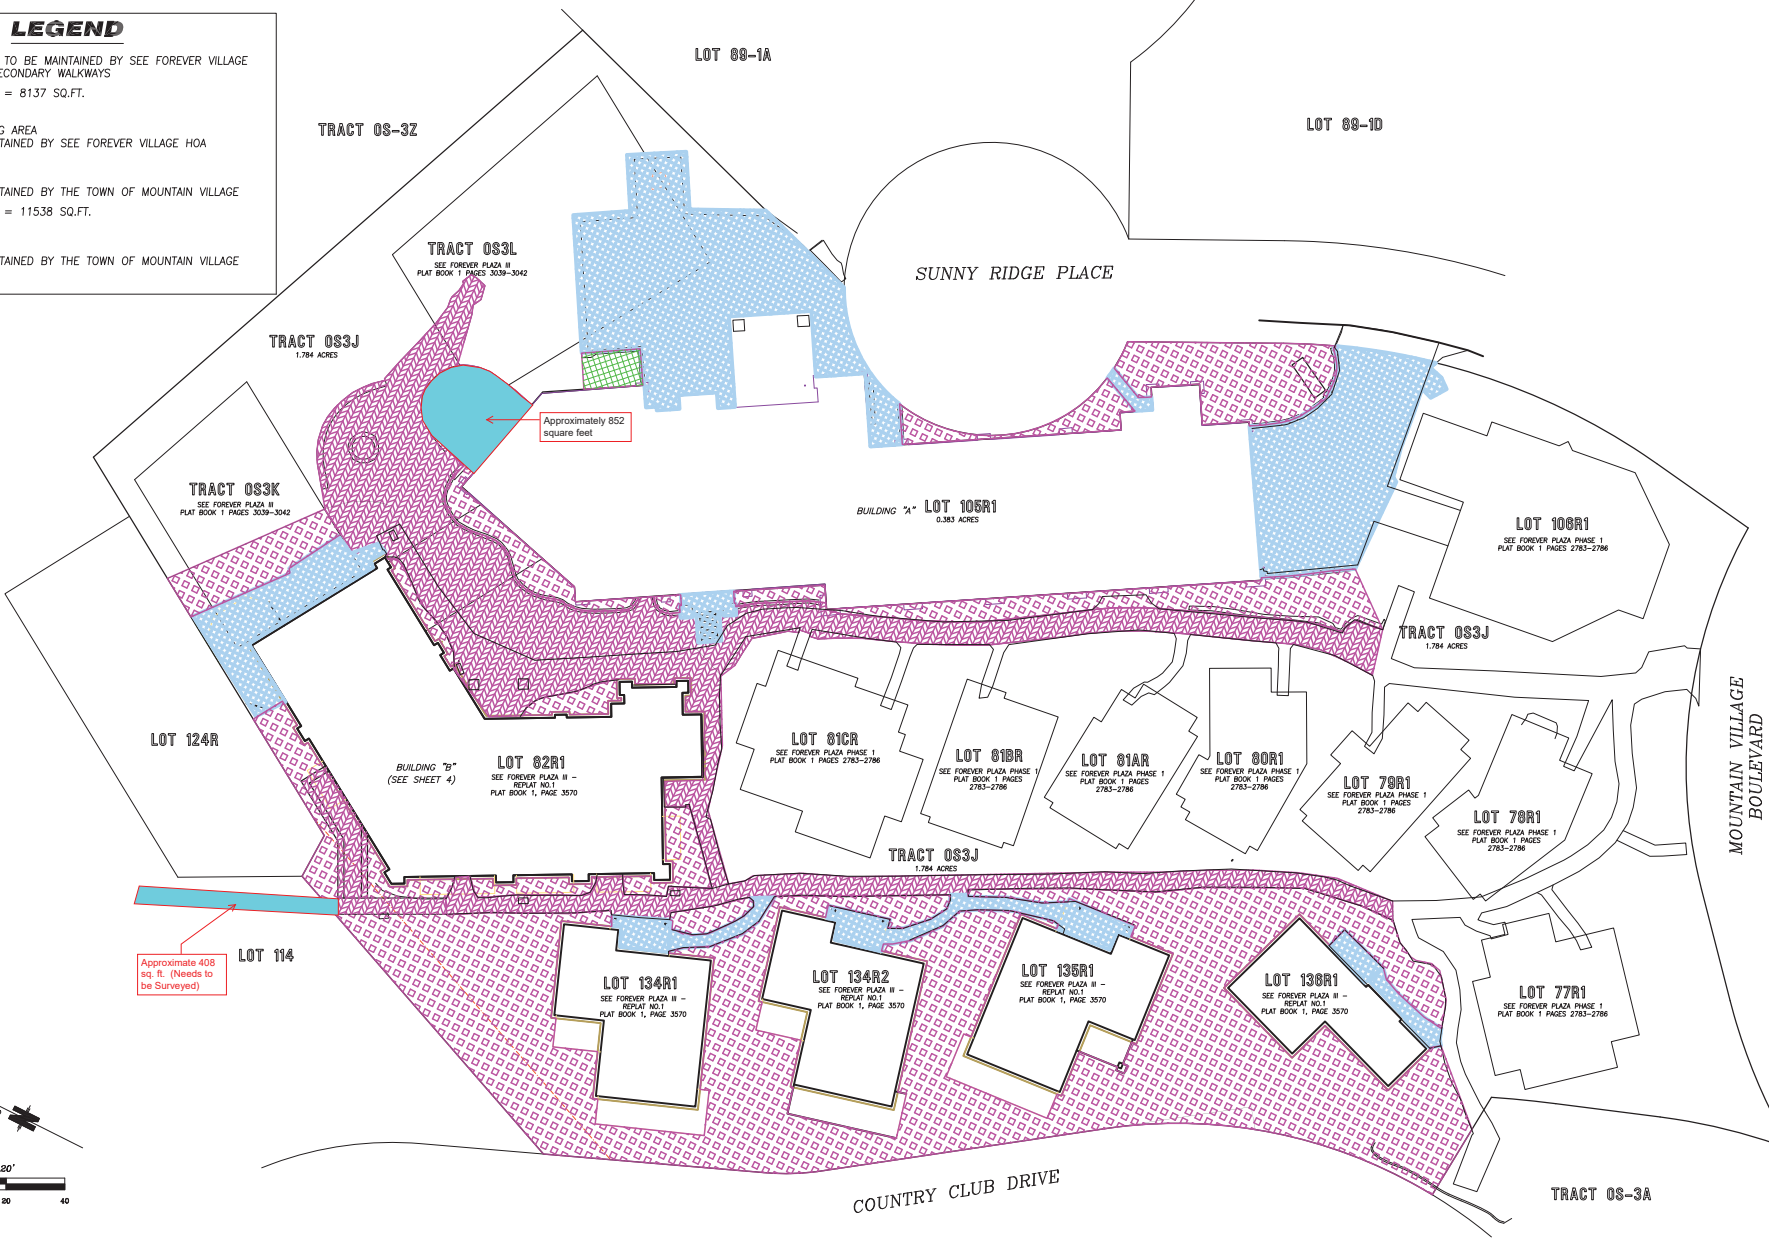 LEGEND
TO BE MAINTAINED BY SEE FOREVER VILLAGE
ECONDARY WALKWAYS
= 8137 SQ.FT.
G AREA
TAINED BY SEE FOREVER VILLAGE HOA
TAINED BY THE TOWN OF MOUNTAIN VILLAGE
= 11538 SQ.FT.
TAINED BY THE TOWN OF MOUNTAIN VILLAGE
LOT 89-1A
LOT 89-1D
TRACT OS-3Z
TRACT OS3L
SEE FOREVER PLAZA III
PLAT BOOK 1 PAGES 3039-3042
SUNNY RIDGE PLACE
TRACT OS3J
1.784 ACRES
Approximately 852
square feet
TRACT OS3K
SEE FOREVER PLAZA III
PLAT BOOK 1 PAGES 3039-3042
BUILDING "A"
LOT 105R1
0.383 ACRES
LOT 106R1
SEE FOREVER PLAZA PHASE 1
PLAT BOOK 1 PAGES 2783-2786
TRACT OS3J
1.784 ACRES
LOT 124R
BUILDING "B"
(SEE SHEET 4)
LOT 82R1
SEE FOREVER PLAZA III -
REPLAT NO.1
PLAT BOOK 1, PAGE 3570
LOT 81CR
SEE FOREVER PLAZA PHASE 1
PLAT BOOK 1 PAGES 2783-2786
LOT 81BR
SEE FOREVER PLAZA PHASE 1
PLAT BOOK 1 PAGES
2783-2786
LOT 81AR
SEE FOREVER PLAZA PHASE 1
PLAT BOOK 1 PAGES
2783-2786
LOT 80R1
SEE FOREVER PLAZA PHASE 1
PLAT BOOK 1 PAGES
2783-2786
LOT 79R1
SEE FOREVER PLAZA PHASE 1
PLAT BOOK 1 PAGES
2783-2786
LOT 78R1
SEE FOREVER PLAZA PHASE 1
PLAT BOOK 1 PAGES
2783-2786
MOUNTAIN VILLAGE
BOULEVARD
TRACT OS3J
1.784 ACRES
LOT 114
Approximate 408
sq. ft. (Needs to
be Surveyed)
LOT 134R1
SEE FOREVER PLAZA III -
REPLAT NO.1
PLAT BOOK 1, PAGE 3570
LOT 134R2
SEE FOREVER PLAZA III -
REPLAT NO.1
PLAT BOOK 1, PAGE 3570
LOT 135R1
SEE FOREVER PLAZA III -
REPLAT NO.1
PLAT BOOK 1, PAGE 3570
LOT 136R1
SEE FOREVER PLAZA III -
REPLAT NO.1
PLAT BOOK 1, PAGE 3570
LOT 77R1
SEE FOREVER PLAZA PHASE 1
PLAT BOOK 1 PAGES 2783-2786
20'
20 40
COUNTRY CLUB DRIVE
TRACT OS-3A